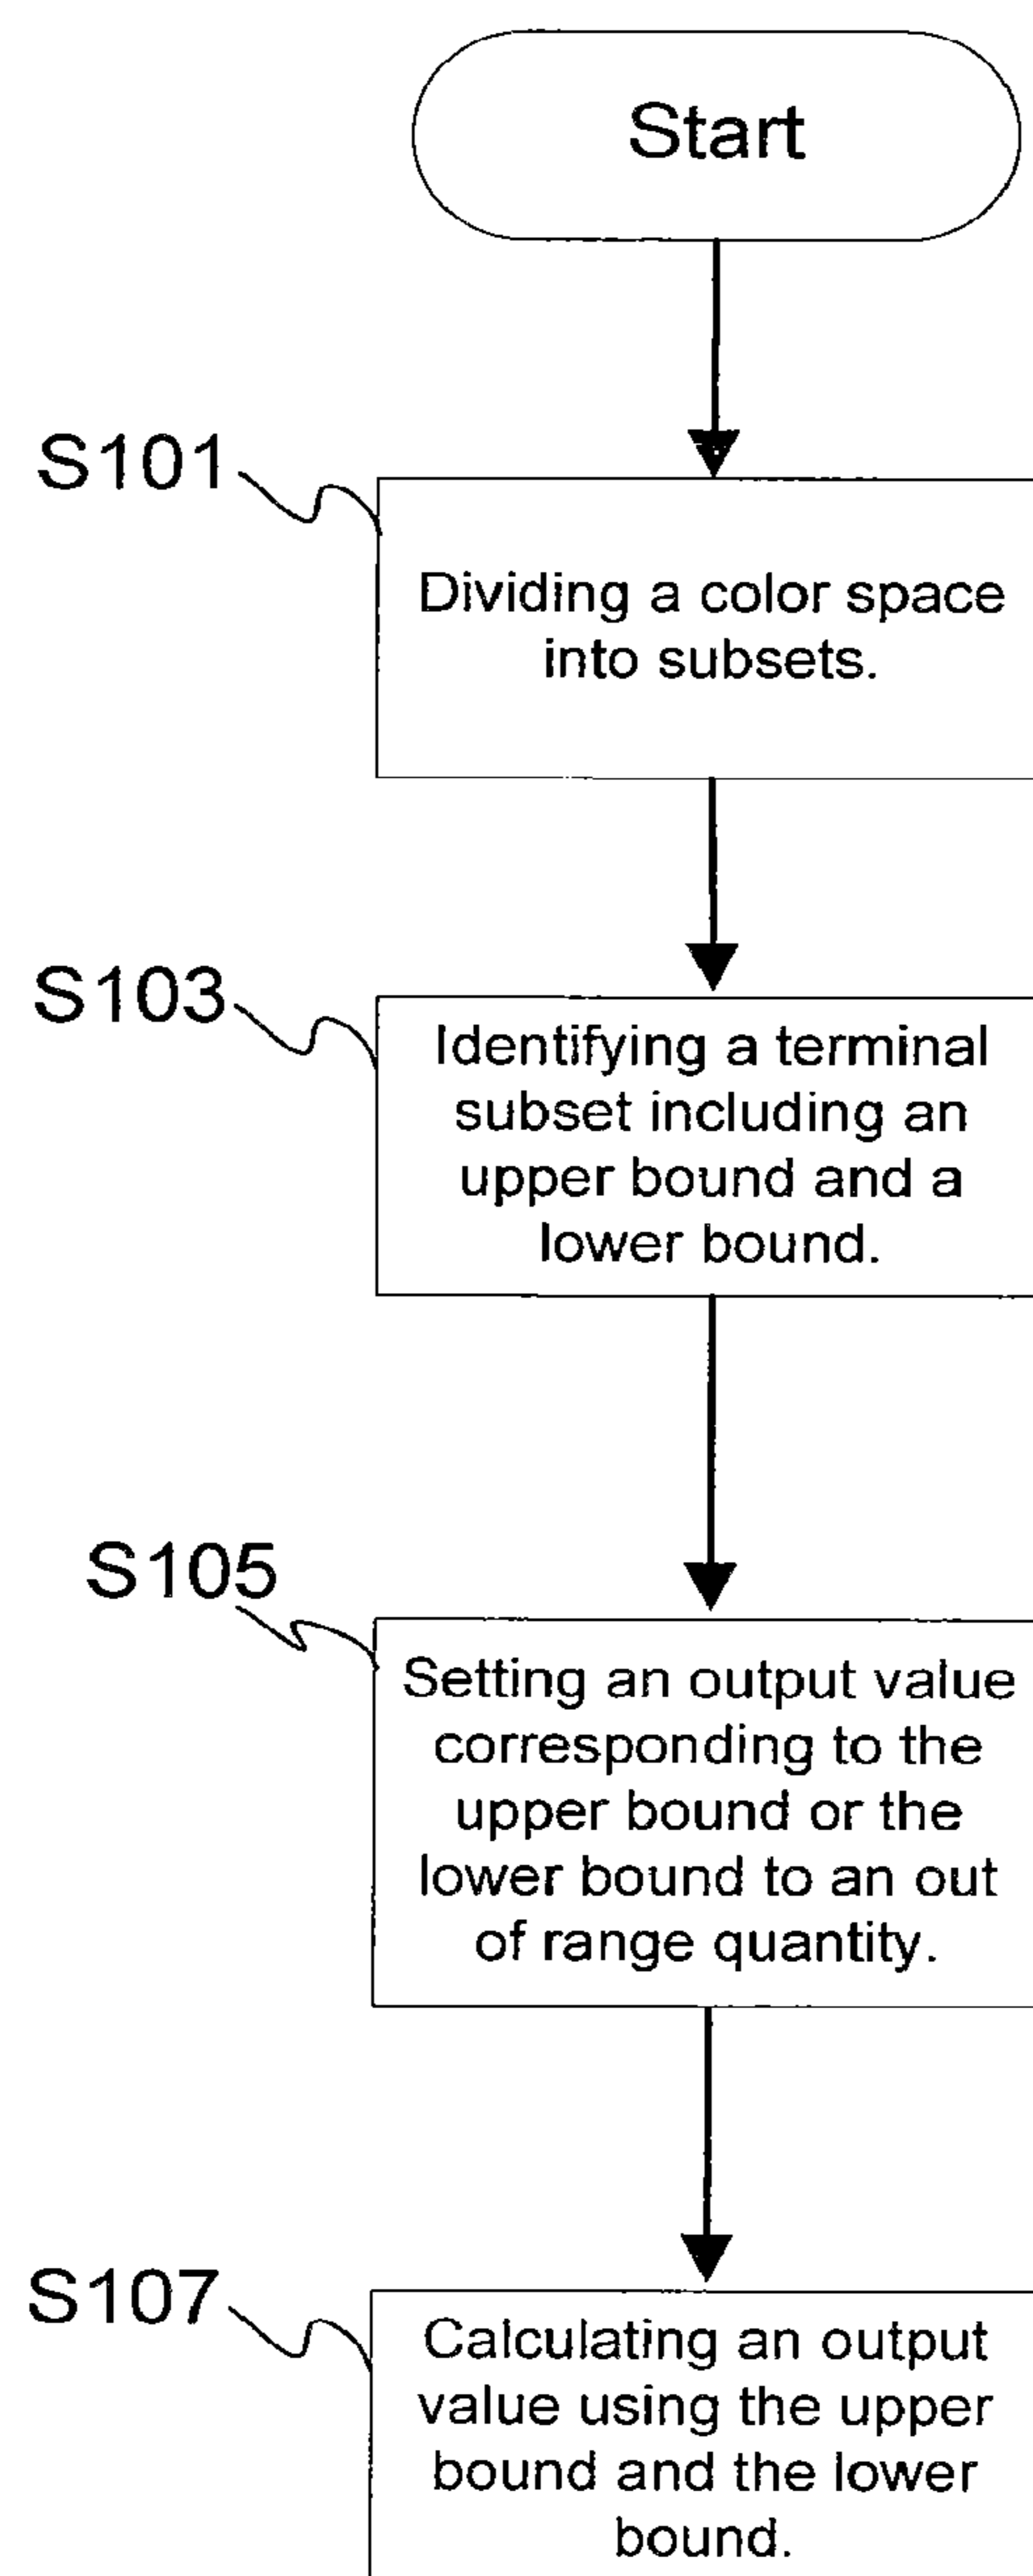 Start
S101
Dividing a color space
into subsets.
S103
Identifying a terminal
subset including an
upper bound and a
lower bound.
S105
Setting an output value
corresponding to the
upper bound or the
lower bound to an out
of range quantity.
S107
Calculating an output
value using the upper
bound and the lower
bound.